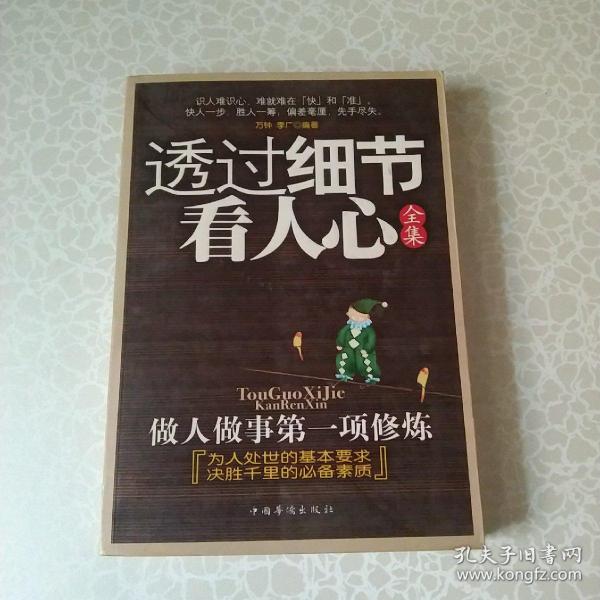 识人难识心，难就难在「快」和「准」。
快人一步，胜人一筹；偏差毫厘，先手尽失。
万钟 李广◎编著
透过细节
看人心
全集
TouGuoXiJie
KanRenXin
做人做事第一项修炼
『为人处世的基本要求
决胜千里的必备素质』
中国华侨出版社
孔夫子旧书网
www.kongfz.com